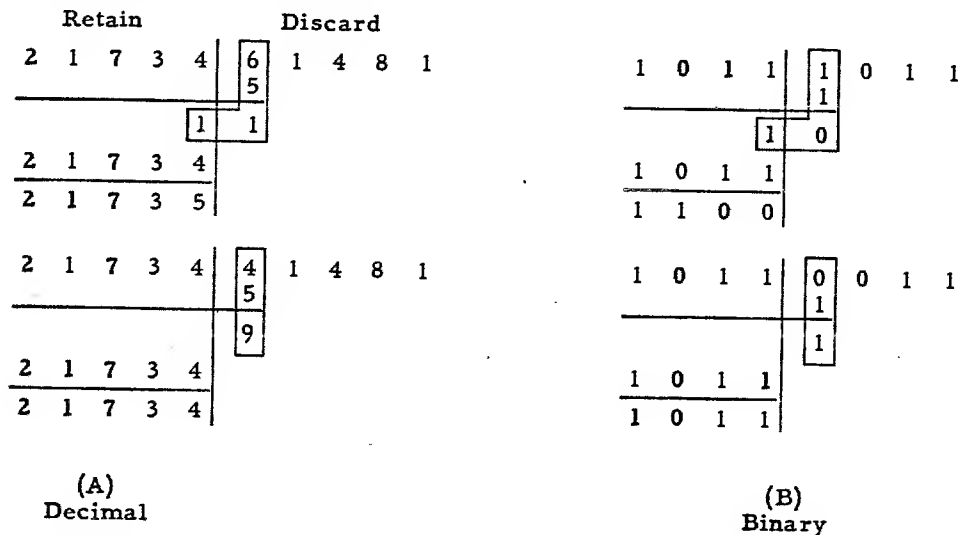 Retain Discard
2 1 7 3 4 6 1 4 8 1
5
1 1
2 1 7 3 4
2 1 7 3 5
2 1 7 3 4 4 1 4 8 1
5
9
2 1 7 3 4
2 1 7 3 4
(A)
Decimal
1 0 1 1 1 0 1 1
1
1 0
1 0 1 1
1 1 0 0
1 0 1 1 0 0 1 1
1
1
1 0 1 1
1 0 1 1
(B)
Binary